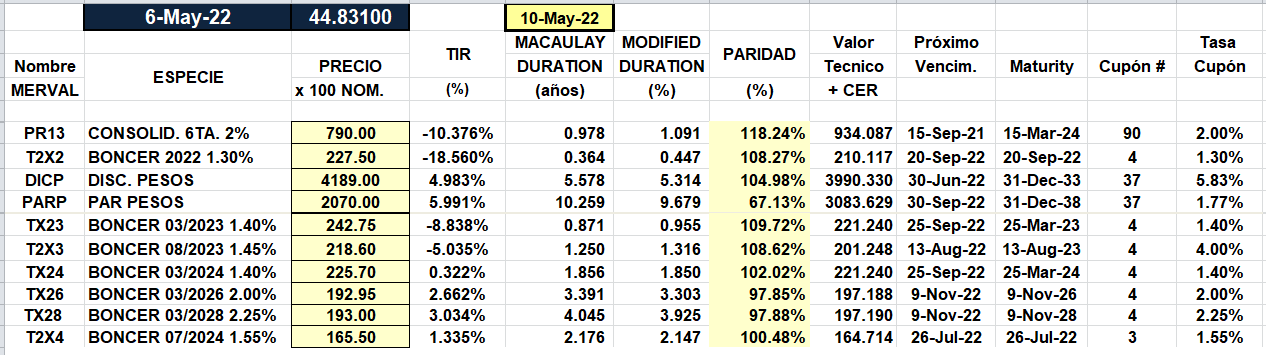 6-May-22 44.83100 10-May-22
MACAULAY MODIFIED Valor Próximo Tasa
TIR PARIDAD
Nombre DURATION DURATION Tecnico Vencim. Maturity Cupón # Cupón
ESPECIE PRECIO
MERVAL x 100 NOM. (%) (años) (%) (%) + CER
PR13 CONSOLID. 6TA. 2% 790.00 -10.376% 0.978 1.091 118.24% 934.087 15-Sep-21 15-Mar-24 90 2.00%
T2X2 BONCER 2022 1.30% 227.50 -18.560% 0.364 0.447 108.27% 210.117 20-Sep-22 20-Sep-22 4 1.30%
DICP DISC. PESOS 4189.00 4.983% 5.578 5.314 104.98% 3990.330 30-Jun-22 31-Dec-33 37 5.83%
PARP PAR PESOS 2070.00 5.991% 10.259 9.679 67.13% 3083.629 30-Sep-22 31-Dec-38 37 1.77%
TX23 BONCER 03/2023 1.40% 242.75 -8.838% 0.871 0.955 109.72% 221.240 25-Sep-22 25-Mar-23 4 1.40%
T2X3 BONCER 08/2023 1.45% 218.60 -5.035% 1.250 1.316 108.62% 201.248 13-Aug-22 13-Aug-23 4 4.00%
TX24 BONCER 03/2024 1.40% 225.70 0.322% 1.856 1.850 102.02% 221.240 25-Sep-22 25-Mar-24 4 1.40%
TX26 BONCER 03/2026 2.00% 192.95 2.662% 3.391 3.303 97.85% 197.188 9-Nov-22 9-Nov-26 4 2.00%
TX28 BONCER 03/2028 2.25% 193.00 3.034% 4.045 3.925 97.88% 197.190 9-Nov-22 9-Nov-28 4 2.25%
T2X4 BONCER 07/2024 1.55% 165.50 1.335% 2.176 2.147 100.48% 164.714 26-Jul-22 26-Jul-24 3 1.55%